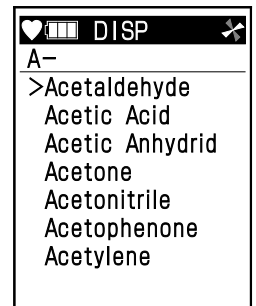 DISP
A−
>Acetaldehyde
Acetic Acid
Acetic Anhydrid
Acetone
Acetonitrile
Acetophenone
Acetylene